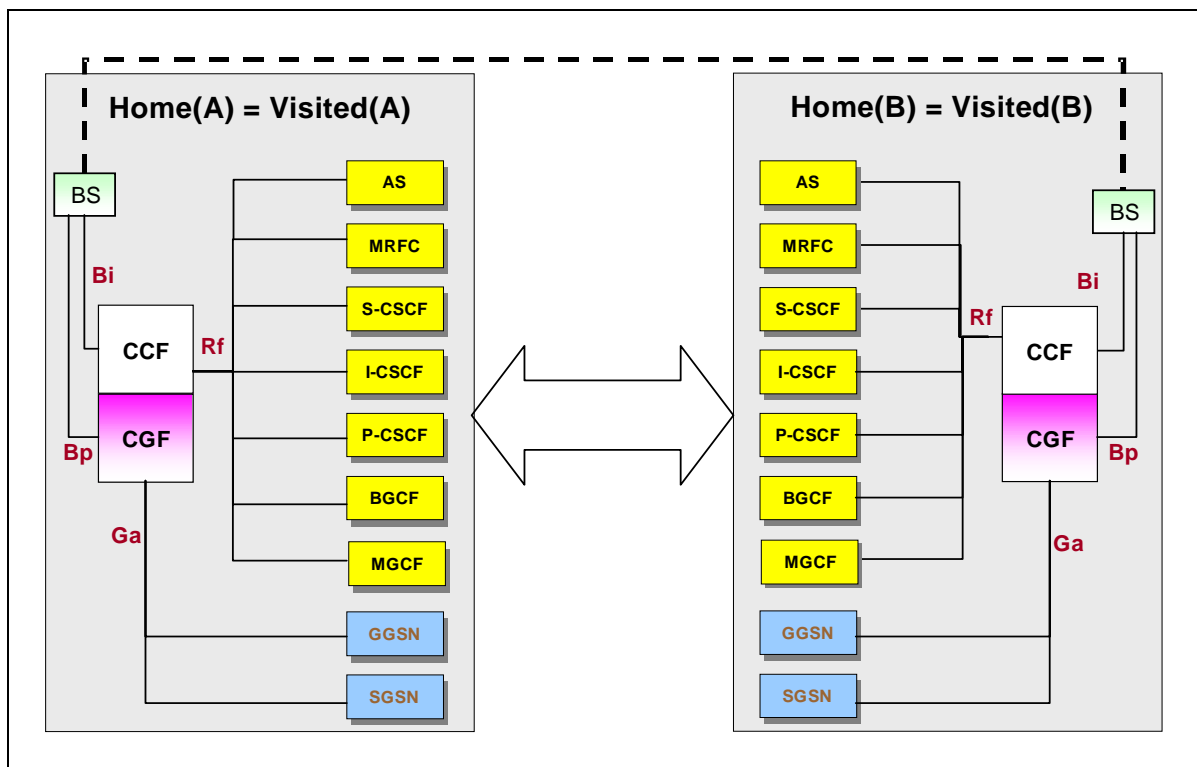 Home(A) = Visited(A)
BS
Bi
CCF
Rf
CGF
Bp
Ga
AS
MRFC
S-CSCF
I-CSCF
P-CSCF
BGCF
MGCF
GGSN
SGSN
Home(B) = Visited(B)
AS
MRFC
S-CSCF
I-CSCF
P-CSCF
BGCF
MGCF
GGSN
SGSN
BS
Bi
Rf
CCF
CGF
Bp
Ga